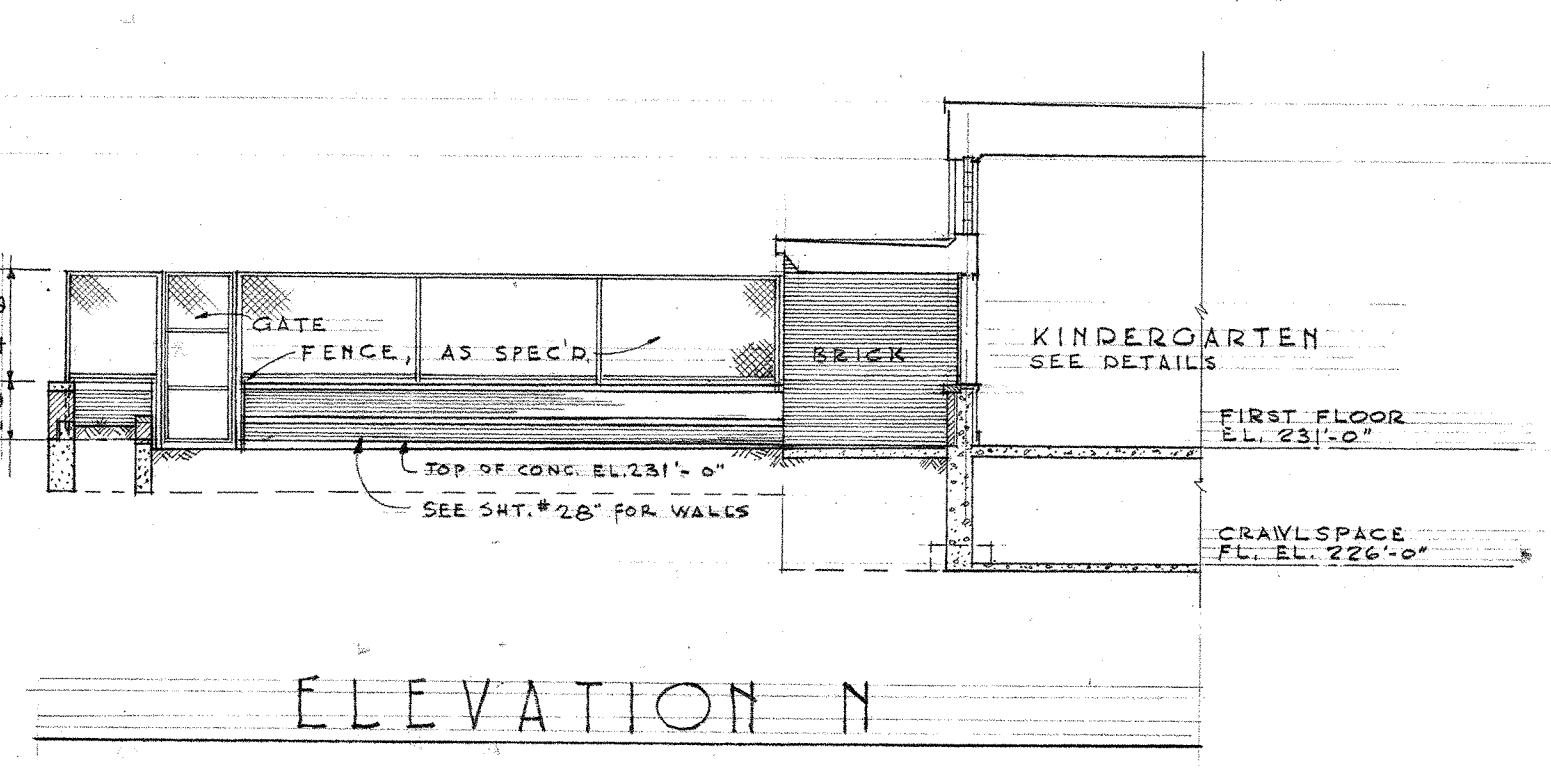 GATE
FENCE, AS SPEC'D.
BRICK
KINDERGARTEN
SEE DETAILS
FIRST FLOOR
EL. 231'-0"
TOP OF CONC. EL. 231'-0"
SEE SHT. #28" FOR WALLS
CRAWLSPACE
FL. EL. 226'-0"
ELEVATION N